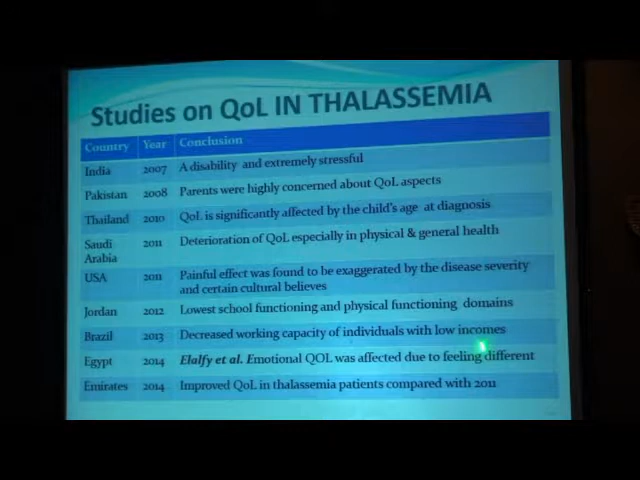 Studies on QoL IN THALASSEMIA
Country Year Conclusion
India 2007 A disability and extremely stressful
Pakistan 2008 Parents were highly concerned about QoL aspects
Thailand 2010 QoL is significantly affected by the child's age at diagnosis
Saudi Arabia 2011 Deterioration of QoL especially in physical & general health
USA 2011 Painful effect was found to be exaggerated by the disease severity
and certain cultural believes
Jordan 2012 Lowest school functioning and physical functioning domains
Brazil 2013 Decreased working capacity of individuals with low incomes
Egypt 2014 Elalfy et al. Emotional QOL was affected due to feeling different
Emirates 2014 Improved QoL in thalassemia patients compared with 2011